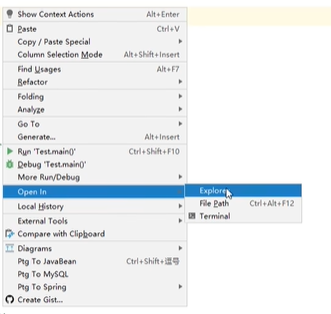 Show Context Actions Alt+Enter
Paste Ctrl+V
Copy / Paste Special
Column Selection Mode Alt+Shift+Insert
Find Usages Alt+F7
Refactor
Folding
Analyze
Go To
Generate... Alt+Insert
Run 'Test.main()' Ctrl+Shift+F10
Debug 'Test.main()'
More Run/Debug
Open In
Explorer
Local History
File Path Ctrl+Alt+F12
Terminal
External Tools
Compare with Clipboard
Diagrams
Ptg To JavaBean Ctrl+Shift+逗号
Ptg To MySQL
Ptg To Spring
Create Gist...